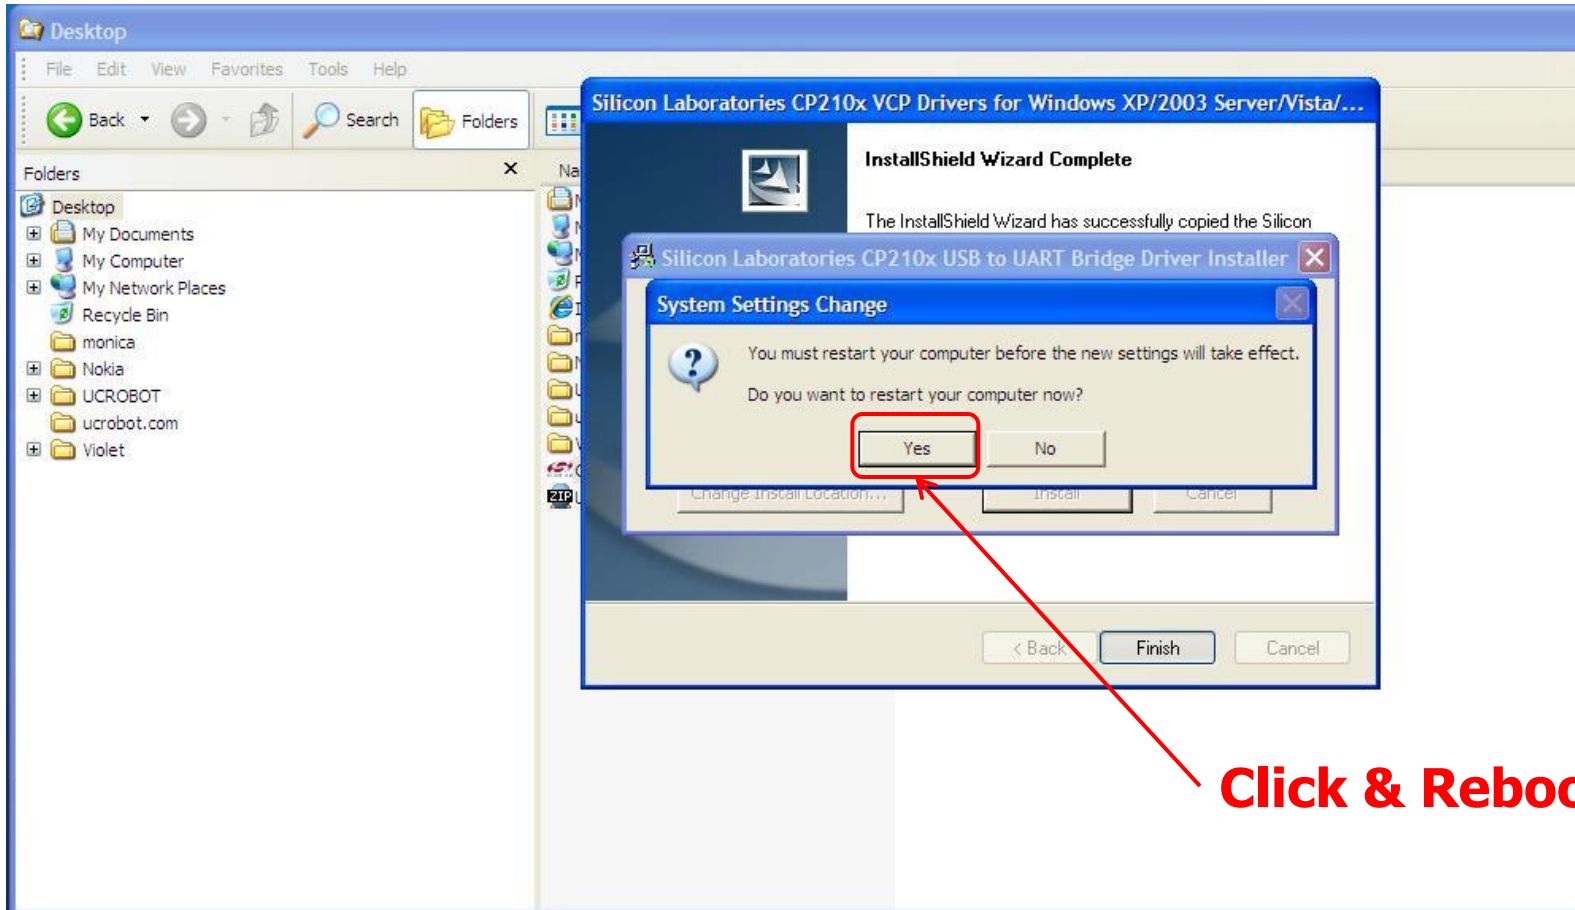 Desktop
File Edit View Favorites Tools Help
Back Search Folders
Folders
Desktop
My Documents
My Computer
My Network Places
Recycle Bin
monica
Nokia
UCROBOT
ucrobot.com
Violet
Silicon Laboratories CP210x VCP Drivers for Windows XP/2003 Server/Vista/...
InstallShield Wizard Complete
The InstallShield Wizard has successfully copied the Silicon
Silicon Laboratories CP210x USB to UART Bridge Driver Installer
System Settings Change
You must restart your computer before the new settings will take effect.
Do you want to restart your computer now?
Yes No
Change Install Location... Install Cancel
< Back Finish Cancel
Click &